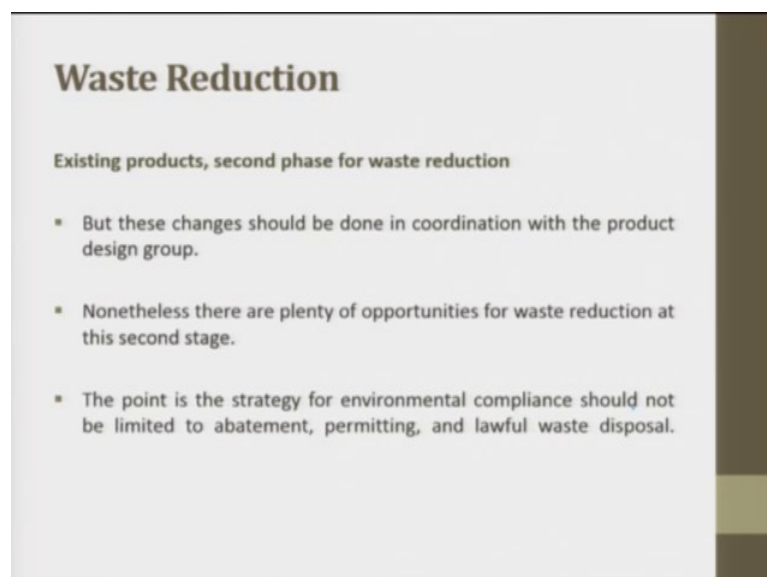 Waste Reduction
Existing products, second phase for waste reduction
▪ But these changes should be done in coordination with the product
design group.
▪ Nonetheless there are plenty of opportunities for waste reduction at
this second stage.
▪ The point is the strategy for environmental compliance should not
be limited to abatement, permitting, and lawful waste disposal.